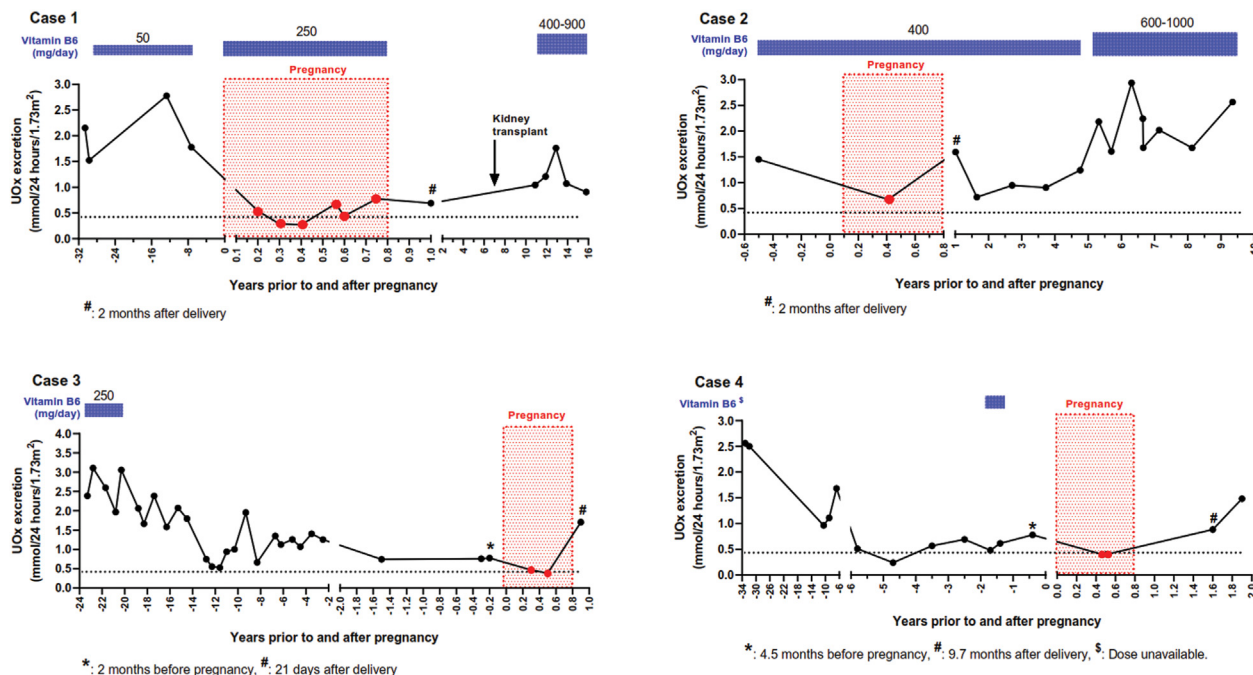 Case 1
Vitamin B6
(mg/day)
50
250
400-900
Pregnancy
Kidney
transplant
#
UOx excretion
(mmol/24 hours/1.73m²)
3.0
2.5
2.0
1.5
1.0
0.5
0.0
-32 -16 -8 0.1 0.2 0.3 0.4 0.5 0.6 0.7 0.8 1.0 10 12 14 16
Years prior to and after pregnancy
#: 2 months after delivery
Case 2
Vitamin B6
(mg/day)
400
600-1000
Pregnancy
#
UOx excretion
(mmol/24 hours/1.73m²)
3.0
2.5
2.0
1.5
1.0
0.5
0.0
-0.6 -0.4 -0.2 0.0 0.2 0.4 0.6 0.8 1 2 3 4 5 6 7 8 9 10
Years prior to and after pregnancy
#: 2 months after delivery
Case 3
Vitamin B6
(mg/day)
250
Pregnancy
*
#
UOx excretion
(mmol/24 hours/1.73m²)
4.0
3.5
3.0
2.5
2.0
1.5
1.0
0.5
0.0
-24 -22 -20 -18 -16 -14 -12 -10 -8 -6 -4 -2 -2.0 -1.8 -1.6 -1.4 -1.2 -1.0 -0.8 -0.6 -0.4 -0.2 0.0 0.2 0.4 0.6 0.8 1.0
Years prior to and after pregnancy
*: 2 months before pregnancy, #: 21 days after delivery
Case 4
Vitamin B6 $
Pregnancy
*
#
UOx excretion
(mmol/24 hours/1.73m²)
3.0
2.5
2.0
1.5
1.0
0.5
0.0
-34 -30 -26 -22 -18 -14 -10 -6 -6 -5 -4 -3 -2 -1 0 0.0 0.2 0.4 0.6 0.8 1.0 1.2 1.4 1.6 1.8 2.0
Years prior to and after pregnancy
*: 4.5 months before pregnancy, #: 9.7 months after delivery, $: Dose unavailable.